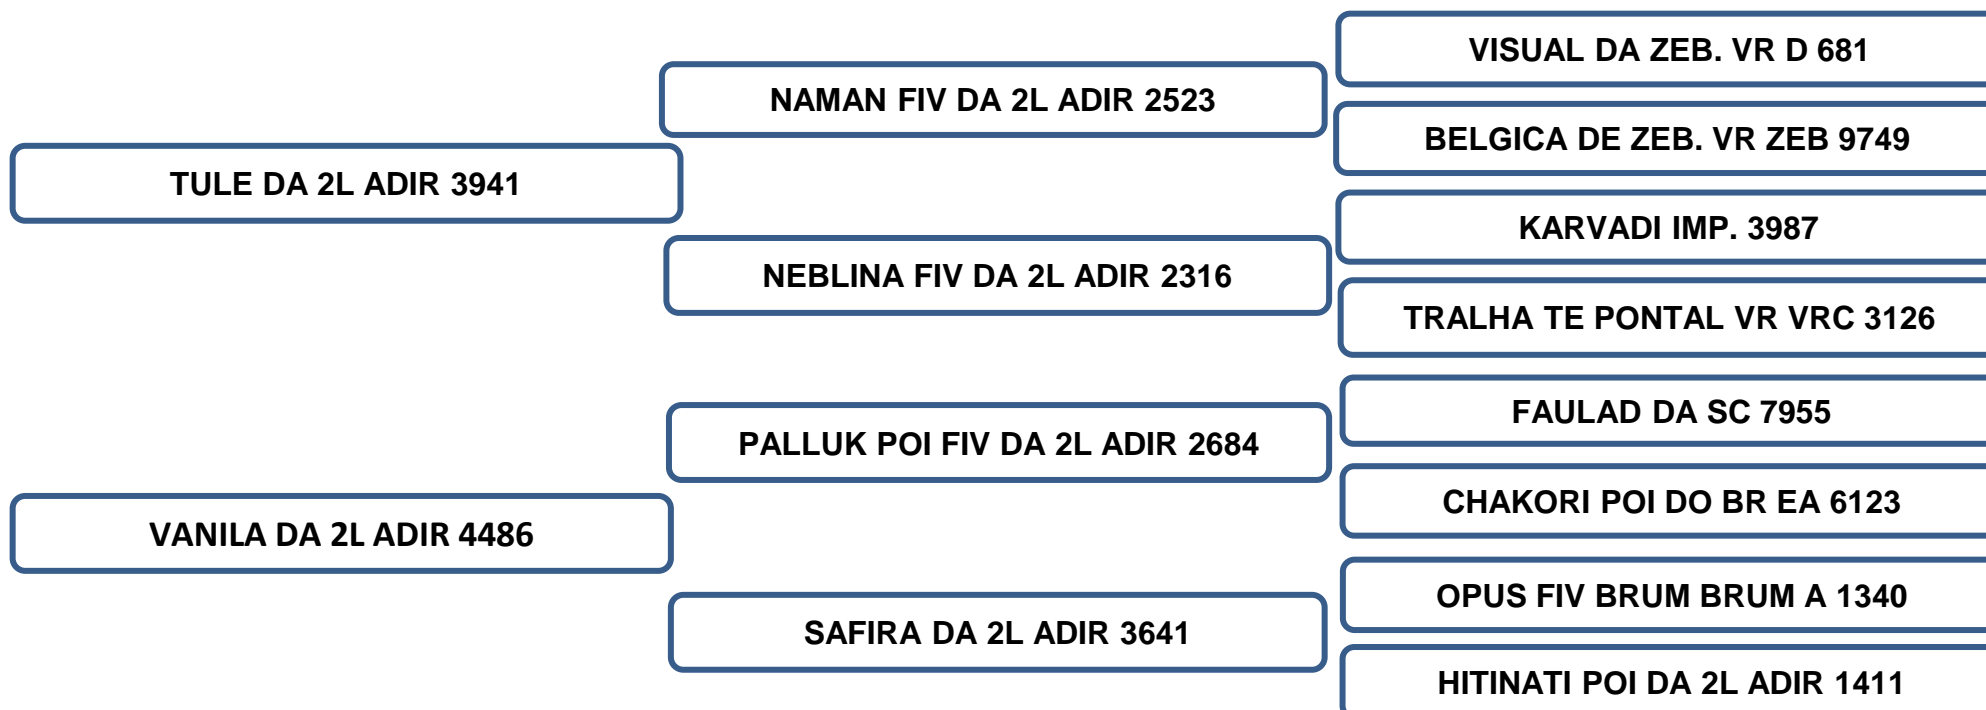 VISUAL DA ZEB. VR D 681
NAMAN FIV DA 2L ADIR 2523
BELGICA DE ZEB. VR ZEB 9749
TULE DA 2L ADIR 3941
KARVADI IMP. 3987
NEBLINA FIV DA 2L ADIR 2316
TRALHA TE PONTAL VR VRC 3126
FAULAD DA SC 7955
PALLUK POI FIV DA 2L ADIR 2684
CHAKORI POI DO BR EA 6123
VANILA DA 2L ADIR 4486
OPUS FIV BRUM BRUM A 1340
SAFIRA DA 2L ADIR 3641
HITINATI POI DA 2L ADIR 1411